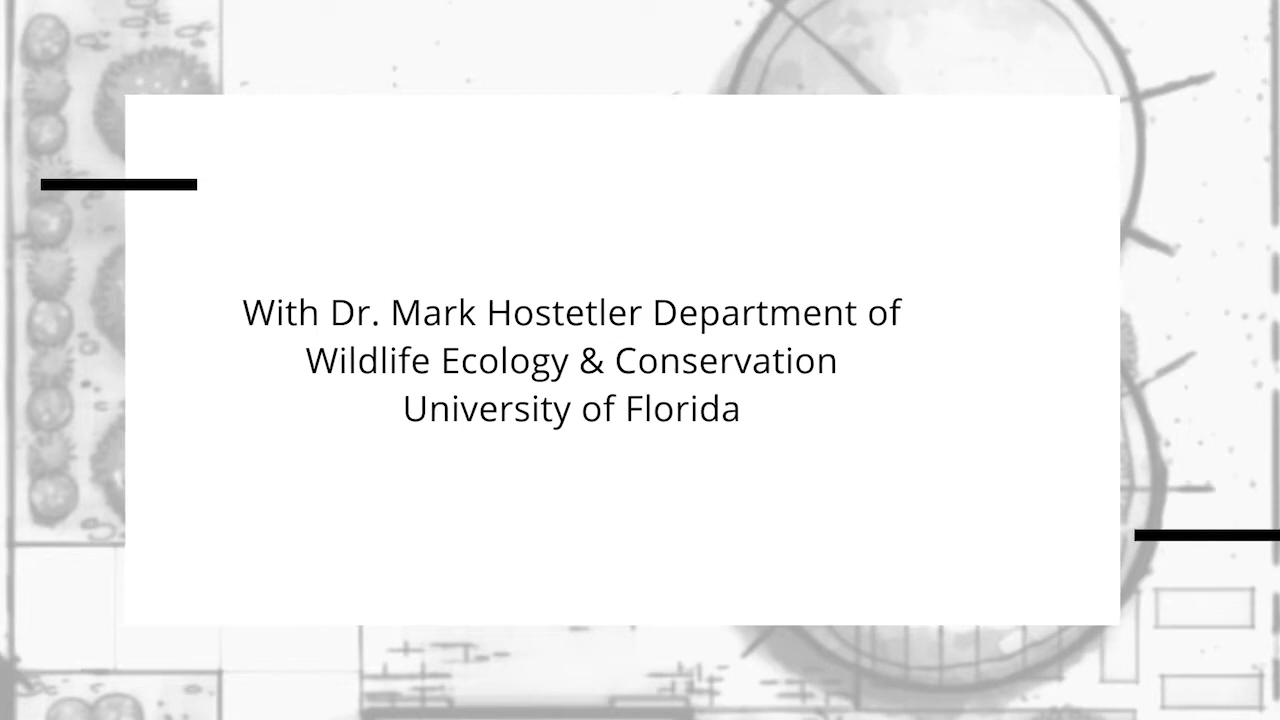 With Dr. Mark Hostetler Department of
Wildlife Ecology & Conservation
University of Florida